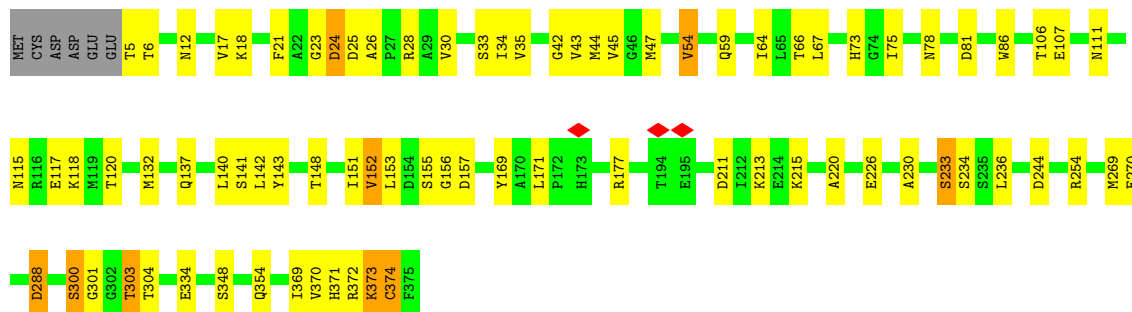 MET CYS ASP ASP GLU GLU T5 T6 N12 V17 K18 F21 A22 G23 D24 D25 A26 P27 R28 A29 V30 S33 I34 V35 G42 V43 M44 V45 G46 M47 V54 Q59 I64 L65 T66 L67 H73 G74 I75 N78 D81 W86 T106 E107 N111
N115 R116 E117 K118 M119 T120 M132 Q137 L140 S141 L142 Y143 T148 I151 V152 L153 D154 S155 G156 D157 Y169 A170 L171 P172 H173 R177 T194 E195 D211 I212 K213 E214 K215 A220 E226 A230 S233 S234 S235 L236 D244 R254 M269 E270
D288 S300 G301 G302 T303 T304 E334 S348 Q354 I369 V370 H371 R372 K373 C374 F375